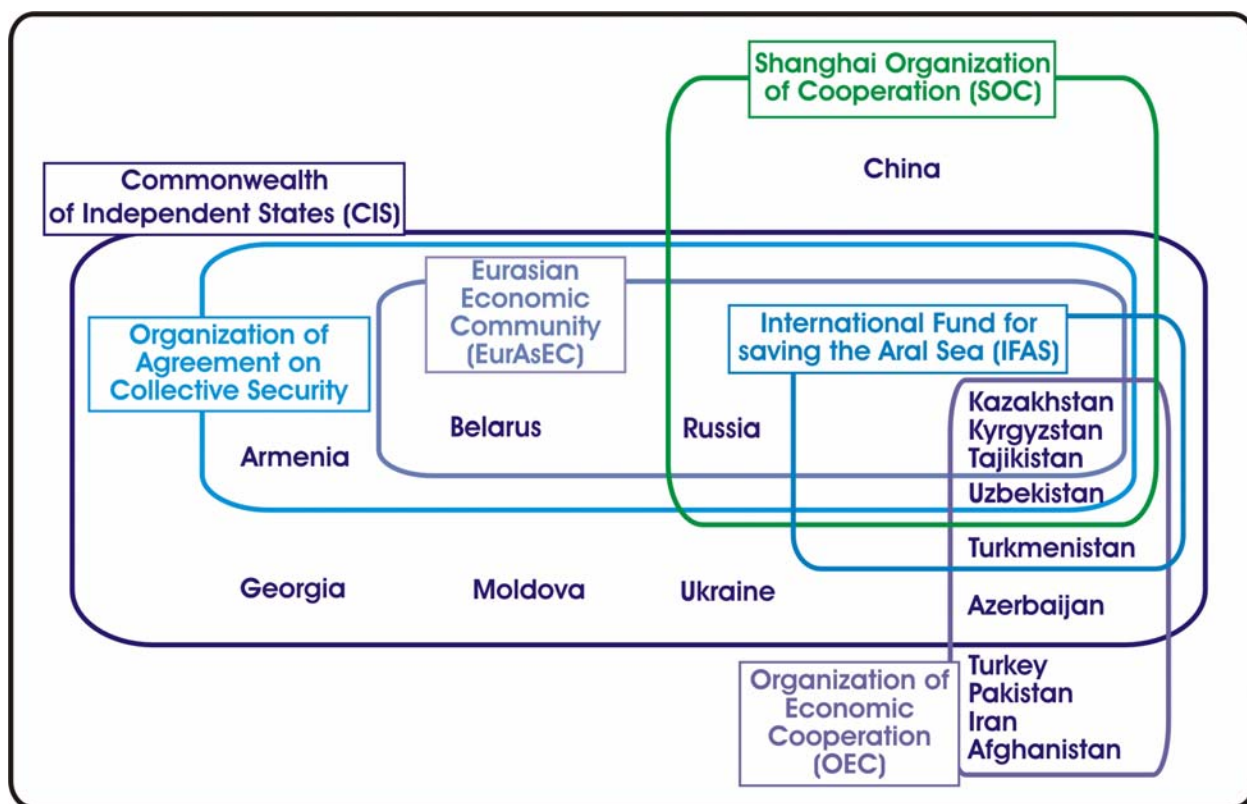 Shanghai Organization
of Cooperation (SOC)
China
Commonwealth
of Independent States (CIS)
Eurasian
Economic
Community
(EurAsEC)
Organization of
Agreement on
Collective Security
International Fund for
saving the Aral Sea (IFAS)
Kazakhstan
Kyrgyzstan
Tajikistan
Uzbekistan
Belarus
Russia
Armenia
Turkmenistan
Georgia
Moldova
Ukraine
Azerbaijan
Organization of
Economic
Cooperation
(OEC)
Turkey
Pakistan
Iran
Afghanistan